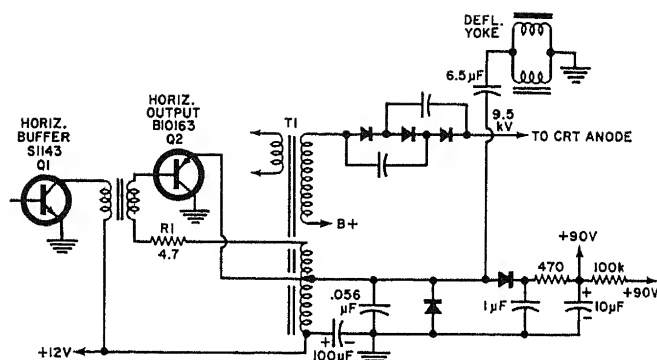 DEFL.
YOKE
6.5μF
9.5
kV
HORIZ.
OUTPUT
B10163
Q2
HORIZ.
BUFFER
S1143
Q1
T1
TO CRT ANODE
B+
R1
4.7
+90V
470
100k
+90V
.056
μF
1μF
+
10μF
-
+
-
100μF
+12V